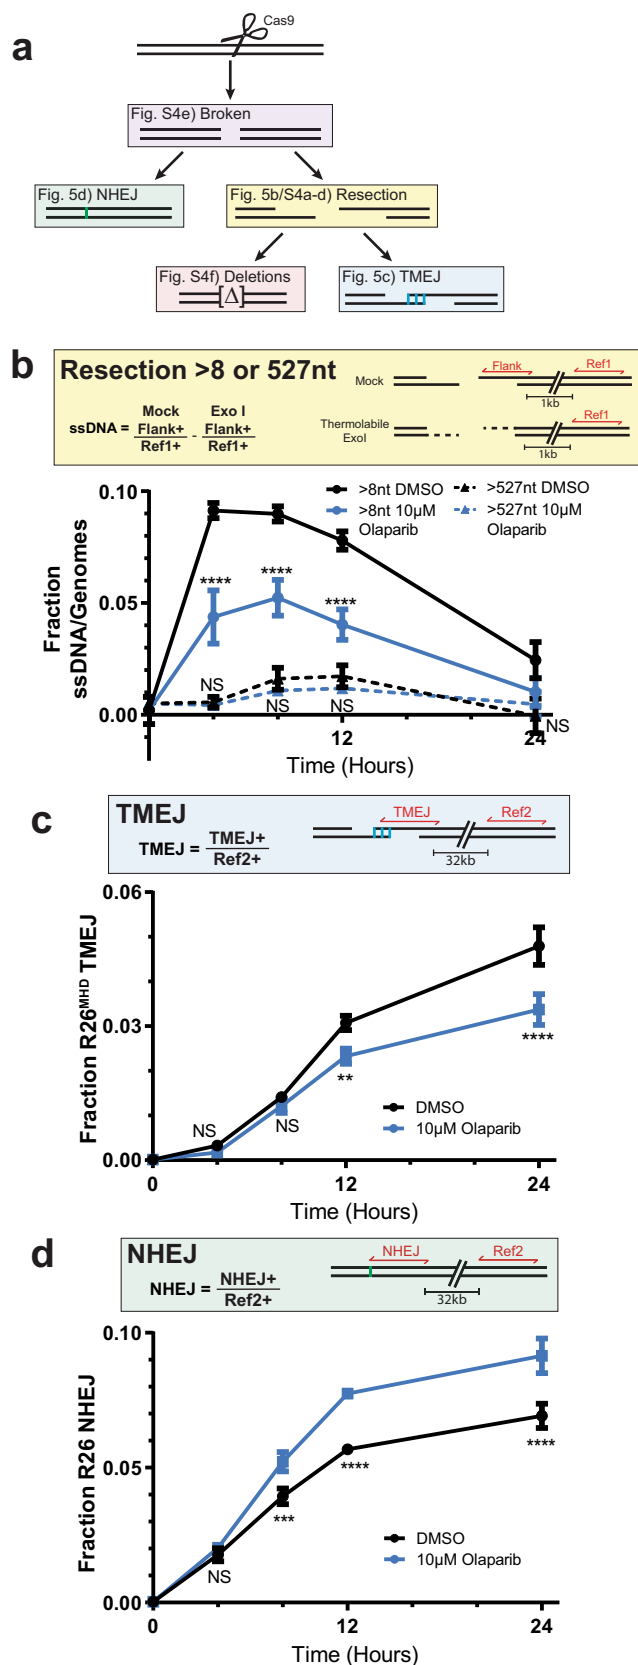 a
Cas9
Fig. S4e) Broken
Fig. 5d) NHEJ
Fig. 5b/S4a-d) Resection
Fig. S4f) Deletions
[Δ]
Fig. 5c) TMEJ
b
Resection >8 or 527nt
Mock
Flank
Ref1
1kb
ssDNA = Mock Flank+ / Ref1+ - Exo I Flank+ / Ref1+
Thermolabile
ExoI
Ref1
1kb
0.10
0.05
0.00
Fraction
ssDNA/Genomes
>8nt DMSO
>8nt 10µM
Olaparib
>527nt DMSO
>527nt 10µM
Olaparib
**** **** ****
NS
NS NS
NS
12 24
Time (Hours)
c
TMEJ
TMEJ = TMEJ+ / Ref2+
TMEJ
Ref2
32kb
0.06
0.03
0.00
Fraction R26MHD TMEJ
NS NS ** ****
DMSO
10µM Olaparib
0 12 24
Time (Hours)
d
NHEJ
NHEJ = NHEJ+ / Ref2+
NHEJ
Ref2
32kb
0.10
0.05
0.00
Fraction R26 NHEJ
NS *** **** ****
DMSO
10µM Olaparib
0 12 24
Time (Hours)